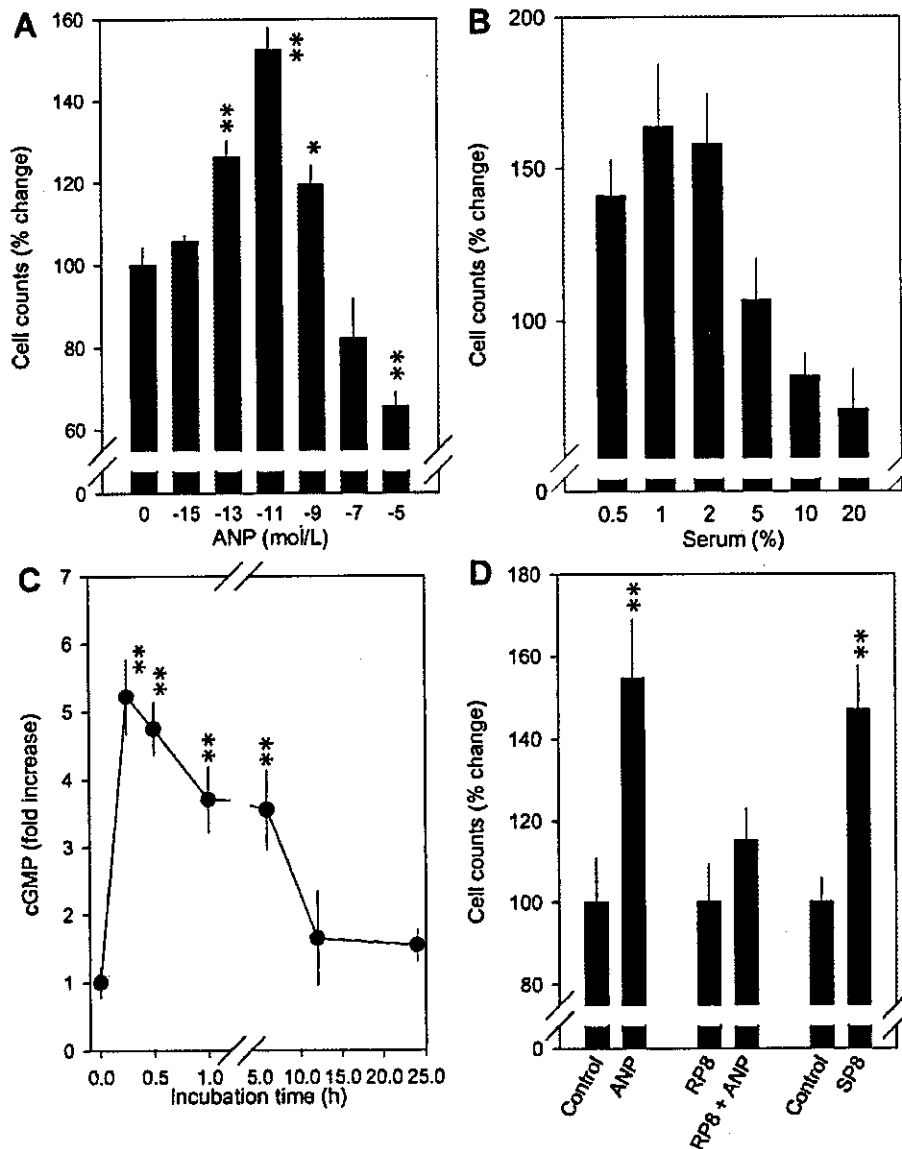 A
160
140
120
100
80
60
0
Cell counts (% change)
**
**
*
**
0 -15 -13 -11 -9 -7 -5
ANP (mol/L)
B
200
150
100
0
Cell counts (% change)
0.5 1 2 5 10 20
Serum (%)
C
7
6
5
4
3
2
1
0
cGMP (fold increase)
**
**
**
**
0.0 0.5 1.0 5.0 10.0 15.0 20.0 25.0
Incubation time (h)
D
180
160
140
120
100
80
0
Cell counts (% change)
**
**
Control
ANP
RP8
RP8 + ANP
Control
SP8